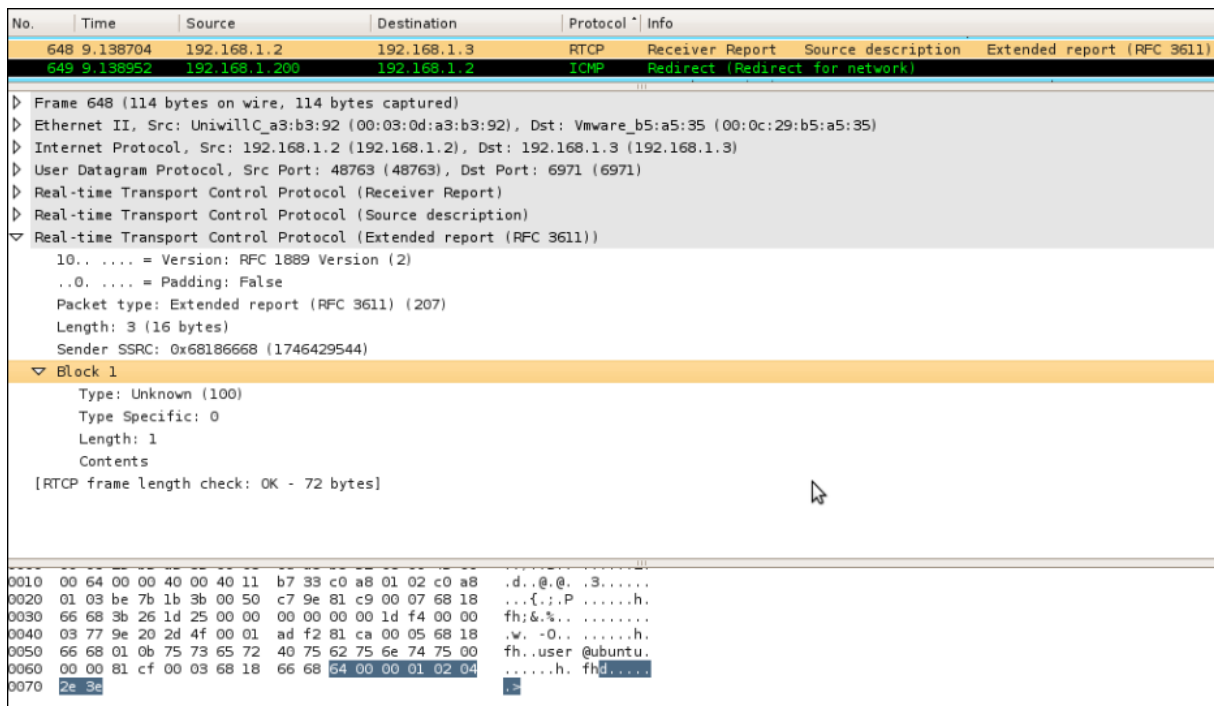 No. Time Source Destination Protocol Info
648 9.138704 192.168.1.2 192.168.1.3 RTCP Receiver Report Source description Extended report (RFC 3611)
649 9.138952 192.168.1.200 192.168.1.2 ICMP Redirect (Redirect for network)
Frame 648 (114 bytes on wire, 114 bytes captured)
Ethernet II, Src: UniwillC_a3:b3:92 (00:03:0d:a3:b3:92), Dst: Vmware_b5:a5:35 (00:0c:29:b5:a5:35)
Internet Protocol, Src: 192.168.1.2 (192.168.1.2), Dst: 192.168.1.3 (192.168.1.3)
User Datagram Protocol, Src Port: 48763 (48763), Dst Port: 6971 (6971)
Real-time Transport Control Protocol (Receiver Report)
Real-time Transport Control Protocol (Source description)
Real-time Transport Control Protocol (Extended report (RFC 3611))
10.. .... = Version: RFC 1889 Version (2)
..0. .... = Padding: False
Packet type: Extended report (RFC 3611) (207)
Length: 3 (16 bytes)
Sender SSRC: 0x68186668 (1746429544)
Block 1
Type: Unknown (100)
Type Specific: 0
Length: 1
Contents
[RTCP frame length check: OK - 72 bytes]
0010 00 64 00 00 40 00 40 11 b7 33 c0 a8 01 02 c0 a8 .d..@.@. .3......
0020 01 03 be 7b 1b 3b 00 50 c7 9e 81 c9 00 07 68 18 ...{.;.P ......h.
0030 66 68 3b 26 1d 25 00 00 00 00 00 00 1d f4 00 00 fh;&.%.. ........
0040 03 77 9e 20 2d 4f 00 01 ad f2 81 ca 00 05 68 18 .w. -O.. ......h.
0050 66 68 01 0b 75 73 65 72 40 75 62 75 6e 74 75 00 fh..user @ubuntu.
0060 00 00 81 cf 00 03 68 18 66 68 64 00 00 01 02 04 ......h. fhd.....
0070 2e 3e .>